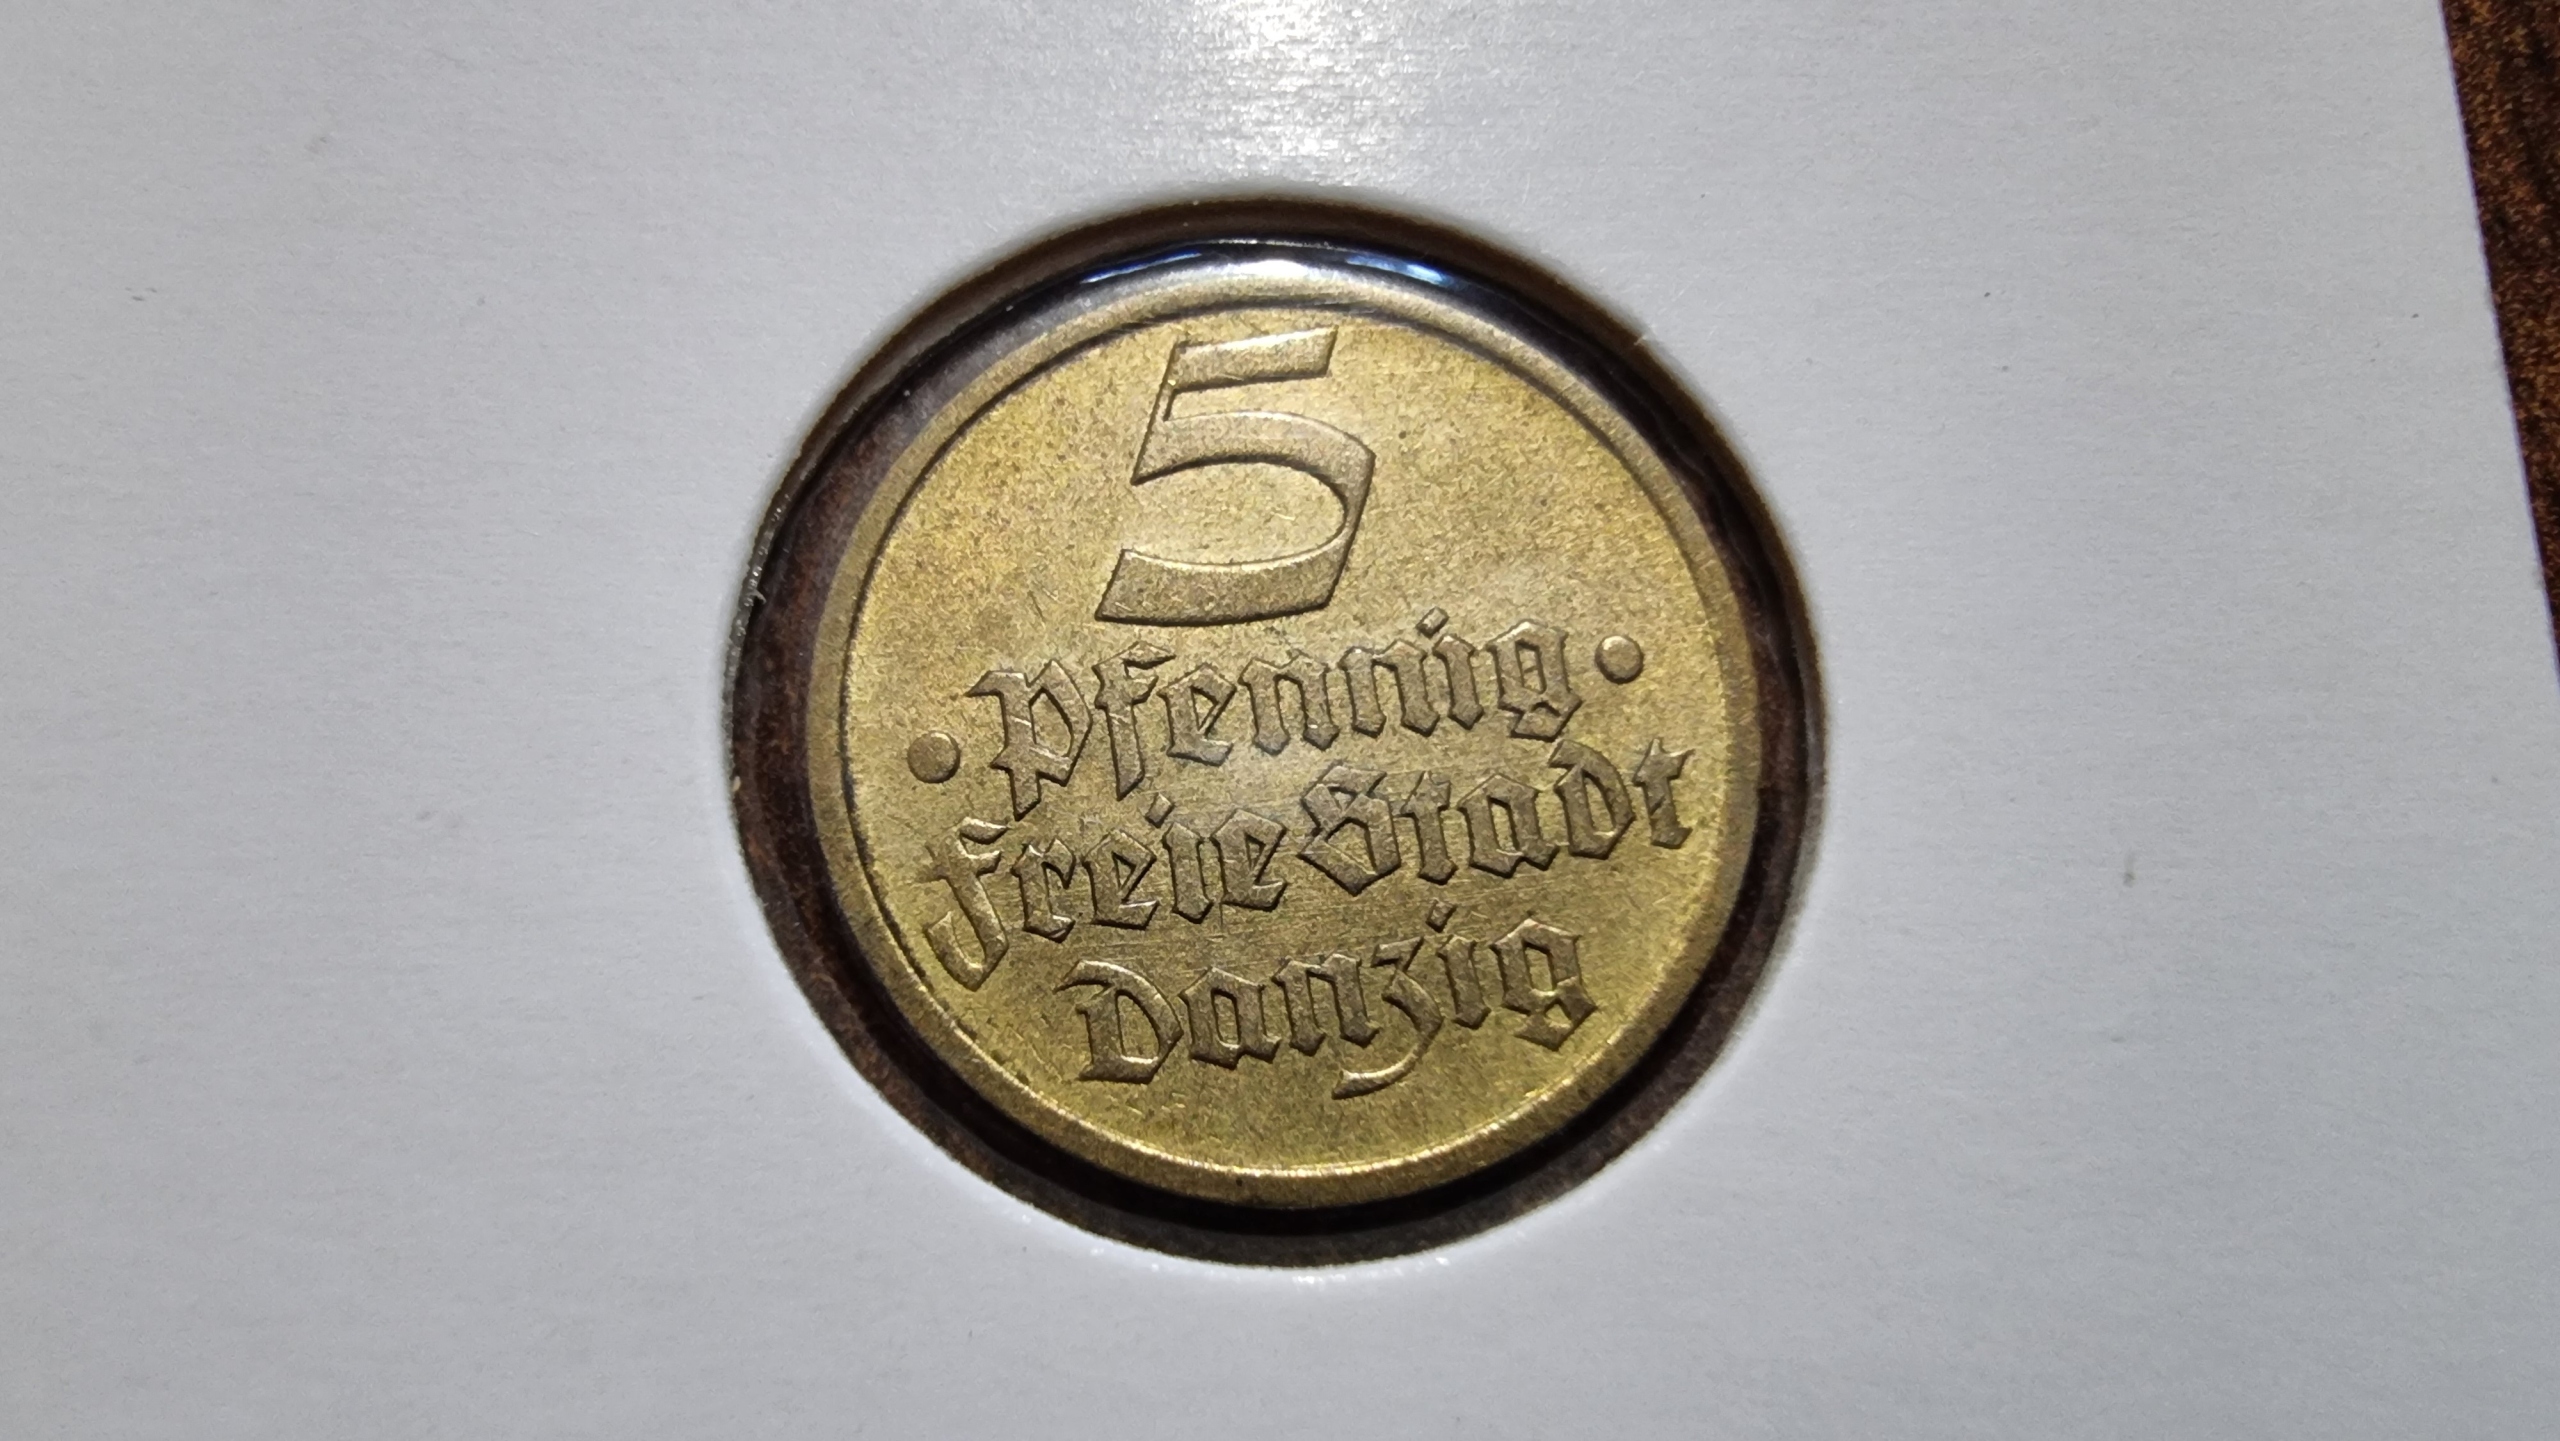 5
• Pfennig •
Freie Stadt
Danzig